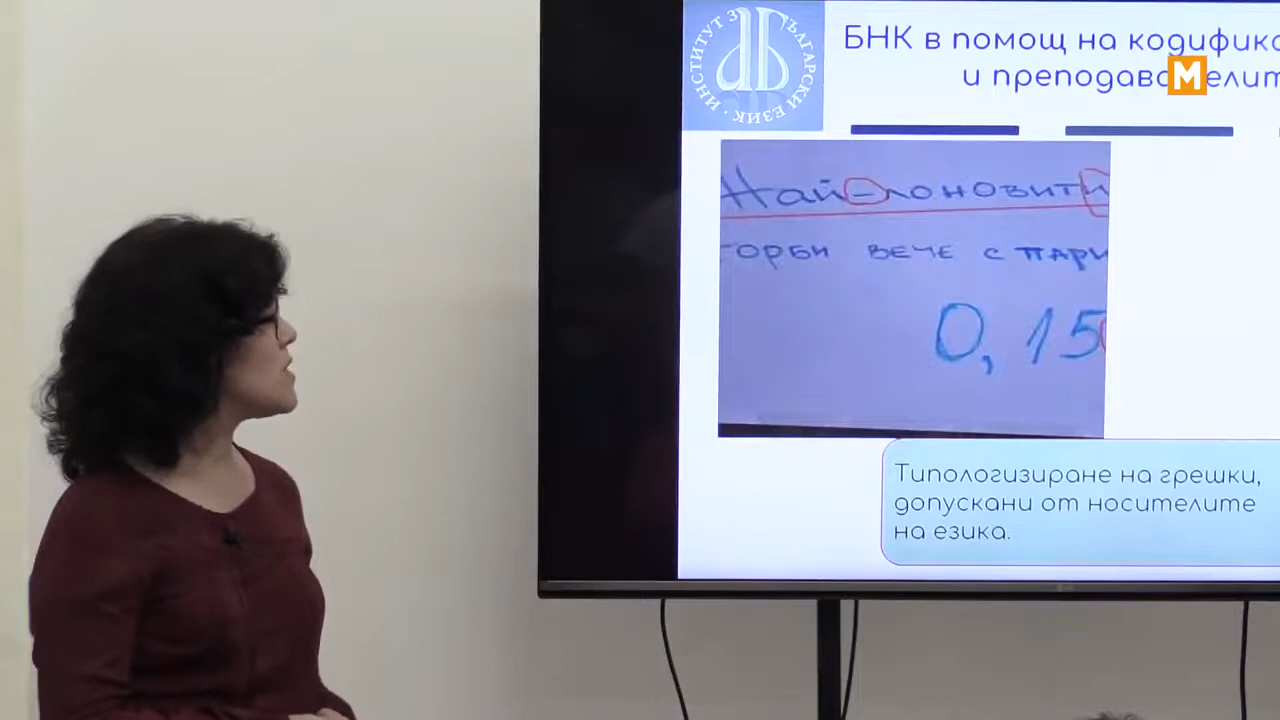 ИНСТИТУТ ЗА БЪЛГАРСКИ ЕЗИК
БНК в помощ на кодифика
и преподава
М
елит
Най-лоновити
торби вече с пари
0,15
Типологизиране на грешки,
допускани от носителите
на езика.